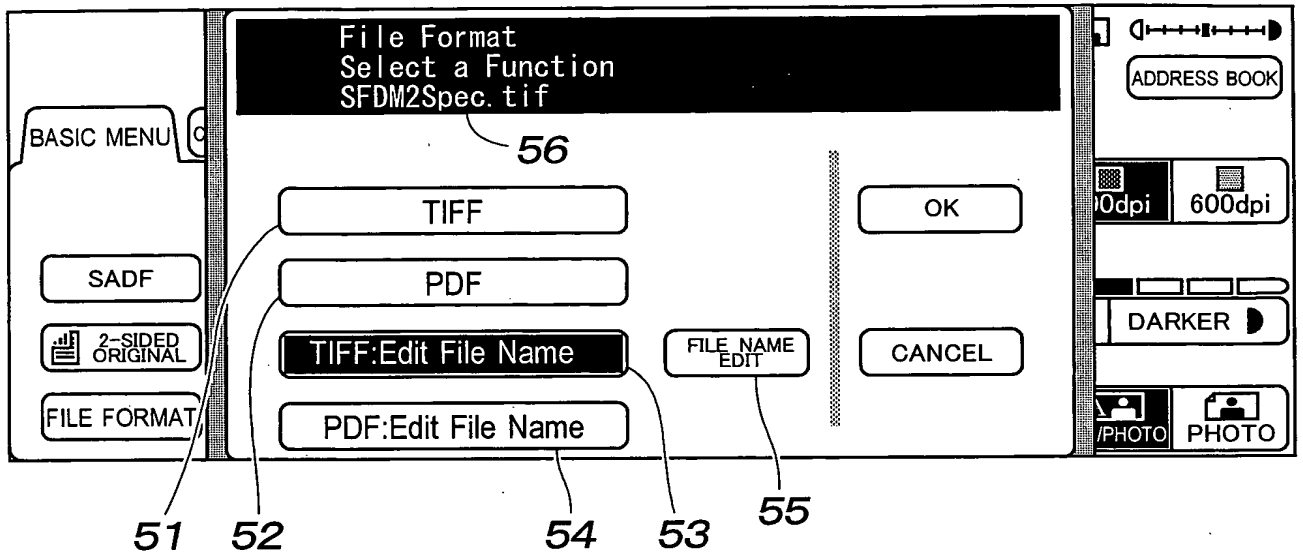 File Format
Select a Function
SFDM2Spec.tif
56
BASIC MENU
ADDRESS BOOK
TIFF
OK
600dpi
SADF
PDF
DARKER
2-SIDED
ORIGINAL
TIFF:Edit File Name
FILE NAME
EDIT
CANCEL
FILE FORMAT
PDF:Edit File Name
/PHOTO
PHOTO
51
52
54
53
55